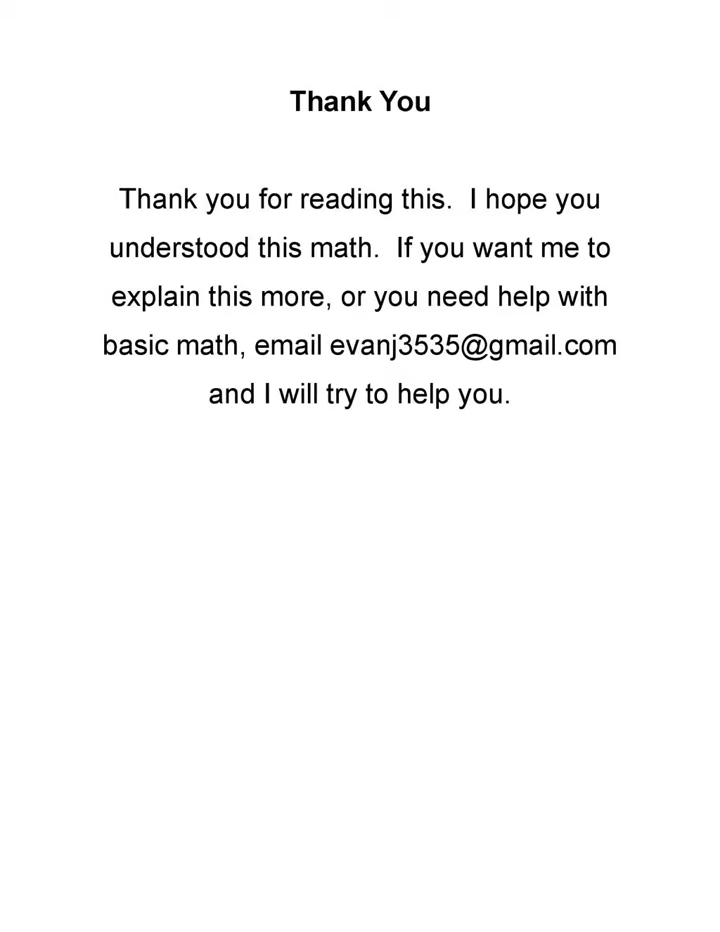 Thank You
Thank you for reading this.  I hope you
understood this math.  If you want me to
explain this more, or you need help with
basic math, email evanj3535@gmail.com
and I will try to help you.